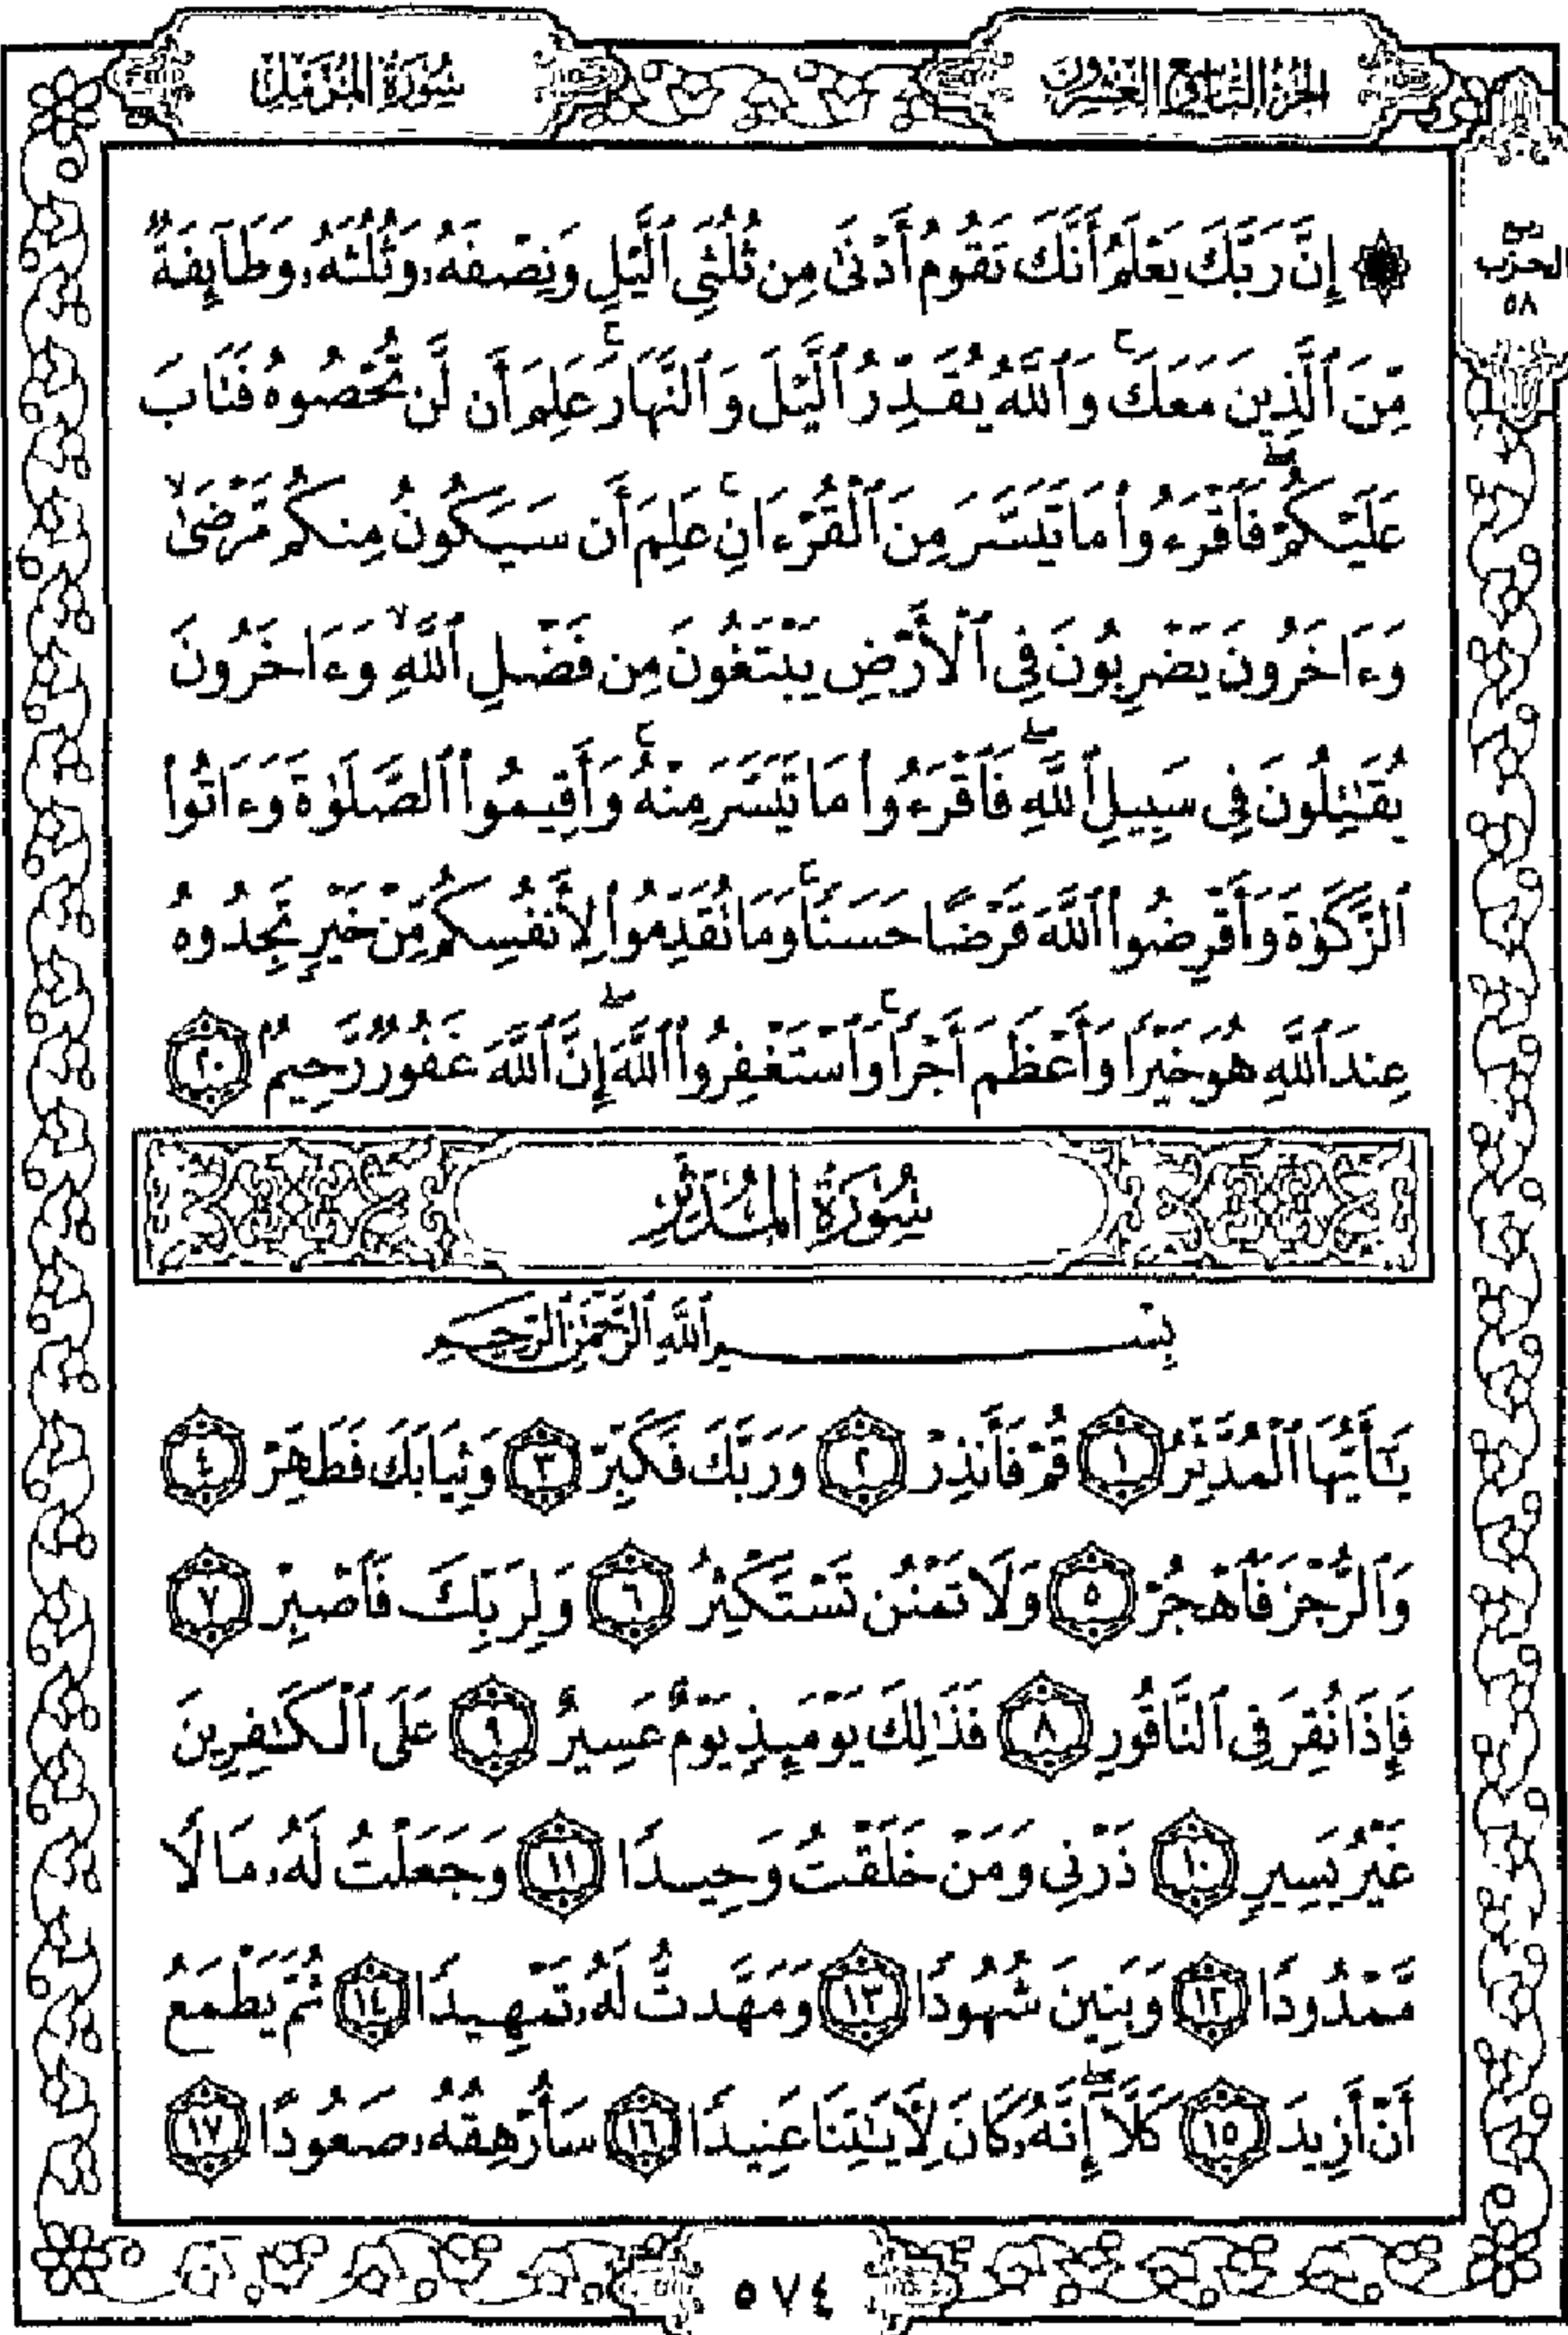 الجزء التاسع والعشرون
سورة المزمل
الحزب
٥٨
۞ إِنَّ رَبَّكَ يَعْلَمُ أَنَّكَ تَقُومُ أَدْنَىٰ مِن ثُلُثَىِ ٱلَّيْلِ وَنِصْفَهُۥ وَثُلُثَهُۥ وَطَآئِفَةٌ
مِّنَ ٱلَّذِينَ مَعَكَ ۚ وَٱللَّهُ يُقَدِّرُ ٱلَّيْلَ وَٱلنَّهَارَ ۚ عَلِمَ أَن لَّن تُحْصُوهُ فَتَابَ
عَلَيْكُمْ ۖ فَٱقْرَءُوا۟ مَا تَيَسَّرَ مِنَ ٱلْقُرْءَانِ ۚ عَلِمَ أَن سَيَكُونُ مِنكُم مَّرْضَىٰ ۙ
وَءَاخَرُونَ يَضْرِبُونَ فِى ٱلْأَرْضِ يَبْتَغُونَ مِن فَضْلِ ٱللَّهِ ۙ وَءَاخَرُونَ
يُقَٰتِلُونَ فِى سَبِيلِ ٱللَّهِ ۖ فَٱقْرَءُوا۟ مَا تَيَسَّرَ مِنْهُ ۚ وَأَقِيمُوا۟ ٱلصَّلَوٰةَ وَءَاتُوا۟
ٱلزَّكَوٰةَ وَأَقْرِضُوا۟ ٱللَّهَ قَرْضًا حَسَنًا ۚ وَمَا تُقَدِّمُوا۟ لِأَنفُسِكُم مِّنْ خَيْرٍ تَجِدُوهُ
عِندَ ٱللَّهِ هُوَ خَيْرًا وَأَعْظَمَ أَجْرًا ۚ وَٱسْتَغْفِرُوا۟ ٱللَّهَ ۖ إِنَّ ٱللَّهَ غَفُورٌ رَّحِيمٌۢ ٢٠
سُورَةُ الْمُدَّثِّرِ
بِسْمِ ٱللَّهِ ٱلرَّحْمَٰنِ ٱلرَّحِيمِ
يَٰٓأَيُّهَا ٱلْمُدَّثِّرُ ١ قُمْ فَأَنذِرْ ٢ وَرَبَّكَ فَكَبِّرْ ٣ وَثِيَابَكَ فَطَهِّرْ ٤
وَٱلرُّجْزَ فَٱهْجُرْ ٥ وَلَا تَمْنُن تَسْتَكْثِرُ ٦ وَلِرَبِّكَ فَٱصْبِرْ ٧
فَإِذَا نُقِرَ فِى ٱلنَّاقُورِ ٨ فَذَٰلِكَ يَوْمَئِذٍ يَوْمٌ عَسِيرٌ ٩ عَلَى ٱلْكَٰفِرِينَ
غَيْرُ يَسِيرٍ ١٠ ذَرْنِى وَمَنْ خَلَقْتُ وَحِيدًا ١١ وَجَعَلْتُ لَهُۥ مَالًا
مَّمْدُودًا ١٢ وَبَنِينَ شُهُودًا ١٣ وَمَهَّدتُّ لَهُۥ تَمْهِيدًا ١٤ ثُمَّ يَطْمَعُ
أَنْ أَزِيدَ ١٥ كَلَّآ ۖ إِنَّهُۥ كَانَ لِءَايَٰتِنَا عَنِيدًا ١٦ سَأُرْهِقُهُۥ صَعُودًا ١٧
٥٧٤